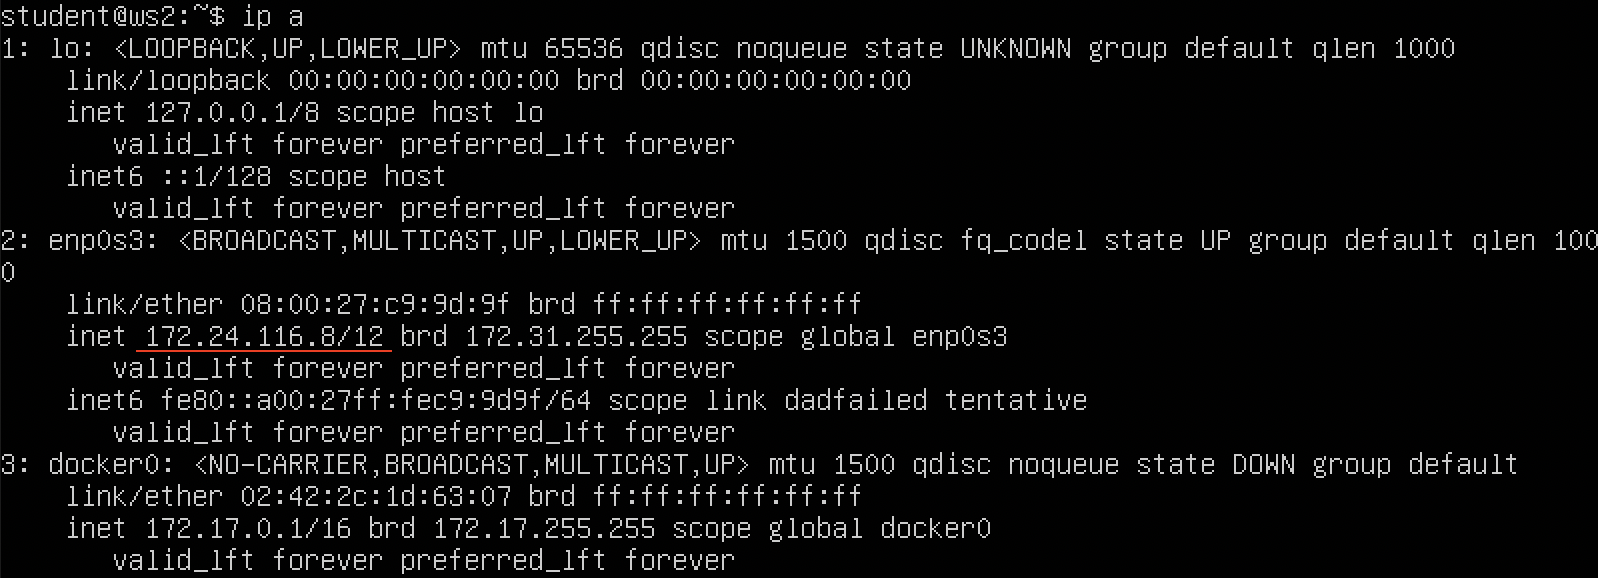 student@ws2:~$ ip a
1: lo: <LOOPBACK,UP,LOWER_UP> mtu 65536 qdisc noqueue state UNKNOWN group default qlen 1000
    link/loopback 00:00:00:00:00:00 brd 00:00:00:00:00:00
    inet 127.0.0.1/8 scope host lo
       valid_lft forever preferred_lft forever
    inet6 ::1/128 scope host
       valid_lft forever preferred_lft forever
2: enp0s3: <BROADCAST,MULTICAST,UP,LOWER_UP> mtu 1500 qdisc fq_codel state UP group default qlen 100
0
    link/ether 08:00:27:c9:9d:9f brd ff:ff:ff:ff:ff:ff
    inet 172.24.116.8/12 brd 172.31.255.255 scope global enp0s3
       valid_lft forever preferred_lft forever
    inet6 fe80::a00:27ff:fec9:9d9f/64 scope link dadfailed tentative
       valid_lft forever preferred_lft forever
3: docker0: <NO-CARRIER,BROADCAST,MULTICAST,UP> mtu 1500 qdisc noqueue state DOWN group default
    link/ether 02:42:2c:1d:63:07 brd ff:ff:ff:ff:ff:ff
    inet 172.17.0.1/16 brd 172.17.255.255 scope global docker0
       valid_lft forever preferred_lft forever